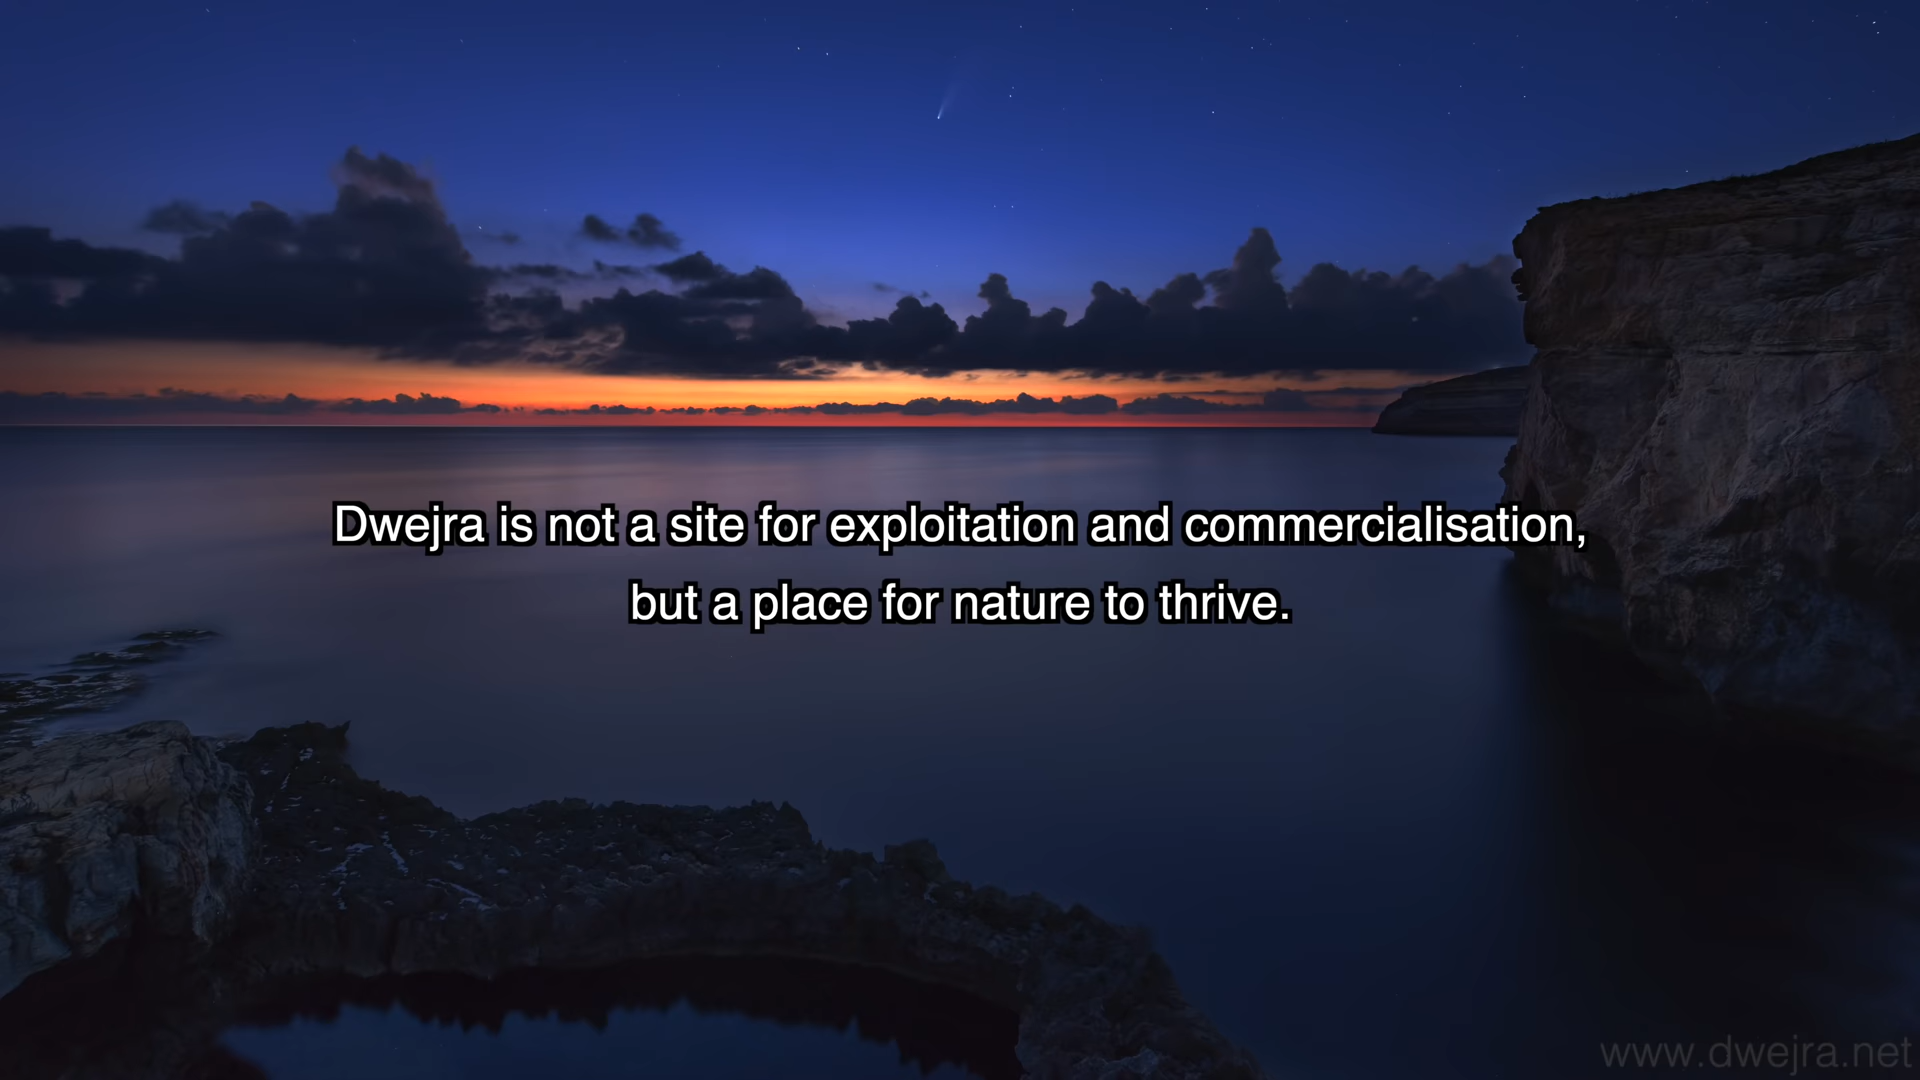 Dwejra is not a site for exploitation and commercialisation,
but a place for nature to thrive.
www.dwejra.net